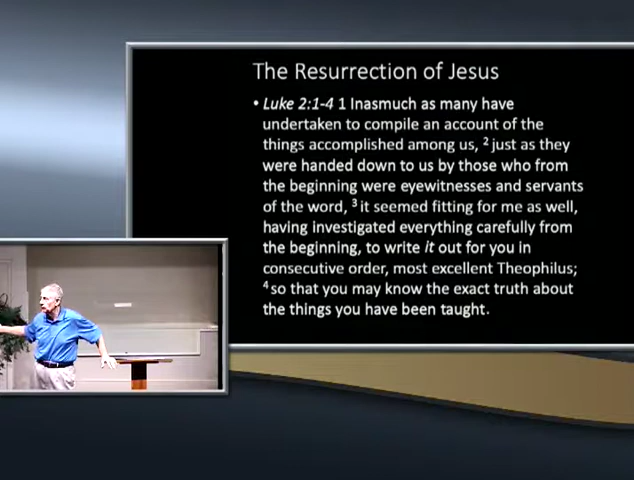 The Resurrection of Jesus
• Luke 2:1-4 1 Inasmuch as many have
undertaken to compile an account of the
things accomplished among us, ² just as they
were handed down to us by those who from
the beginning were eyewitnesses and servants
of the word, ³ it seemed fitting for me as well,
having investigated everything carefully from
the beginning, to write it out for you in
consecutive order, most excellent Theophilus;
⁴ so that you may know the exact truth about
the things you have been taught.